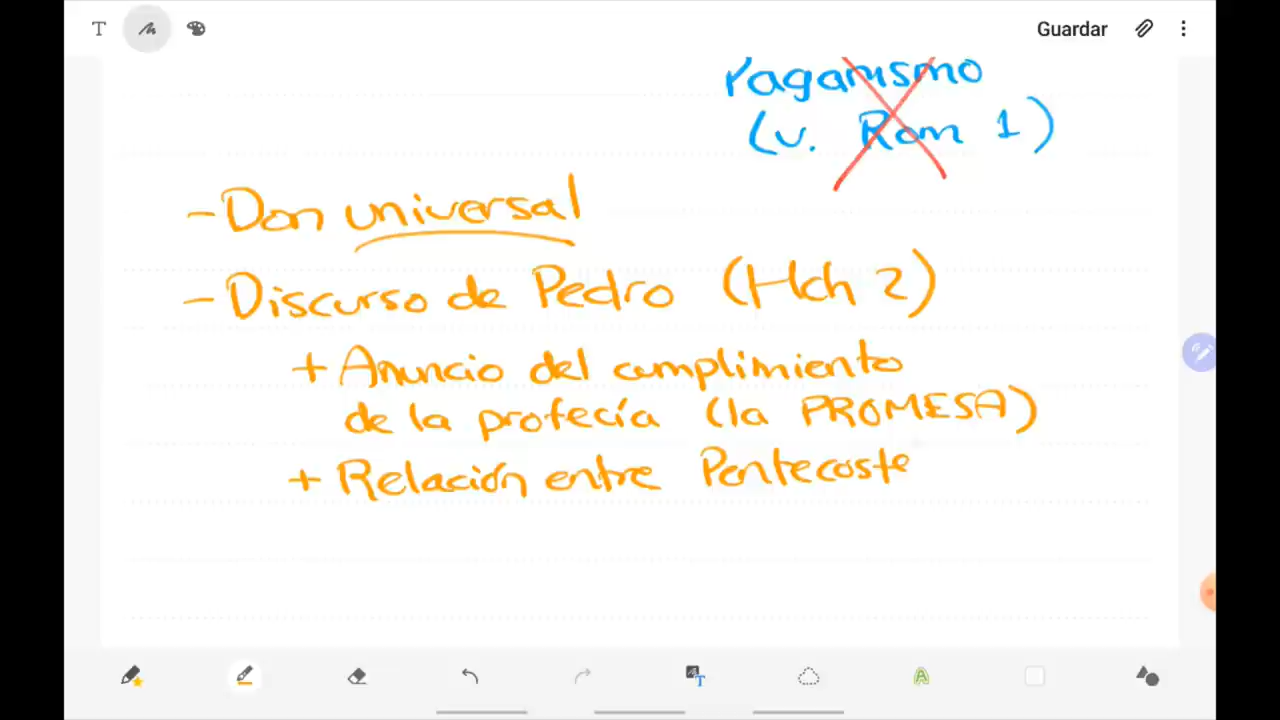 T
Guardar
Paganismo
(v. Rom 1)
- Don universal
- Discurso de Pedro (Hch 2)
+ Anuncio del cumplimiento
de la profecía (la PROMESA)
+ Relación entre Pentecoste